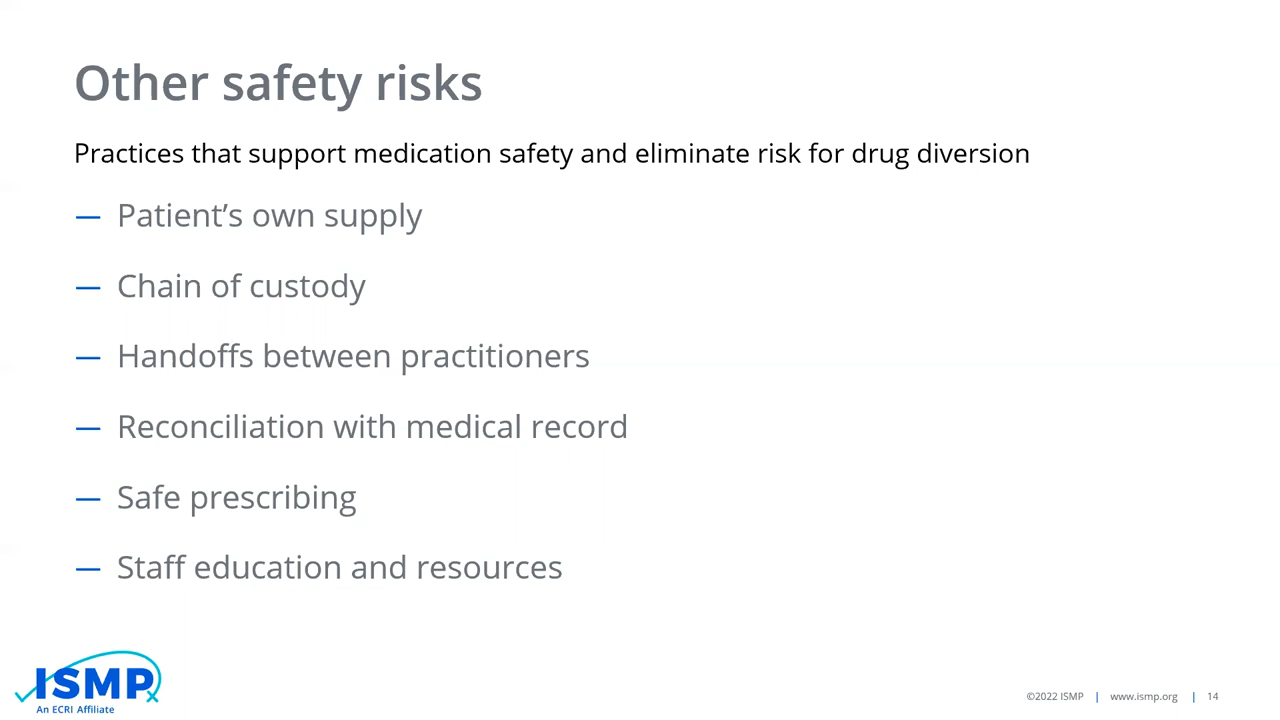 Other safety risks
Practices that support medication safety and eliminate risk for drug diversion
— Patient’s own supply
— Chain of custody
— Handoffs between practitioners
— Reconciliation with medical record
— Safe prescribing
— Staff education and resources
ISMP
An ECRI Affiliate
©2022 ISMP | www.ismp.org | 14